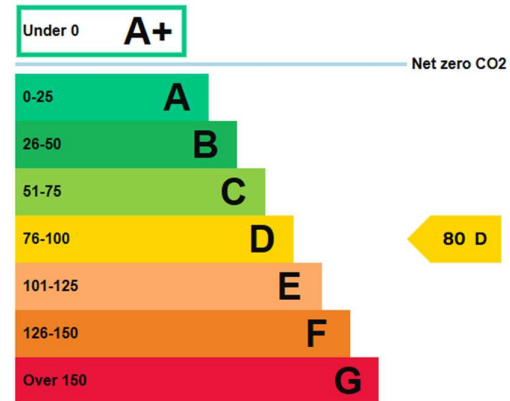 Under 0 A+
Net zero CO2
0-25 A
26-50 B
51-75 C
76-100 D
80 D
101-125 E
126-150 F
Over 150 G